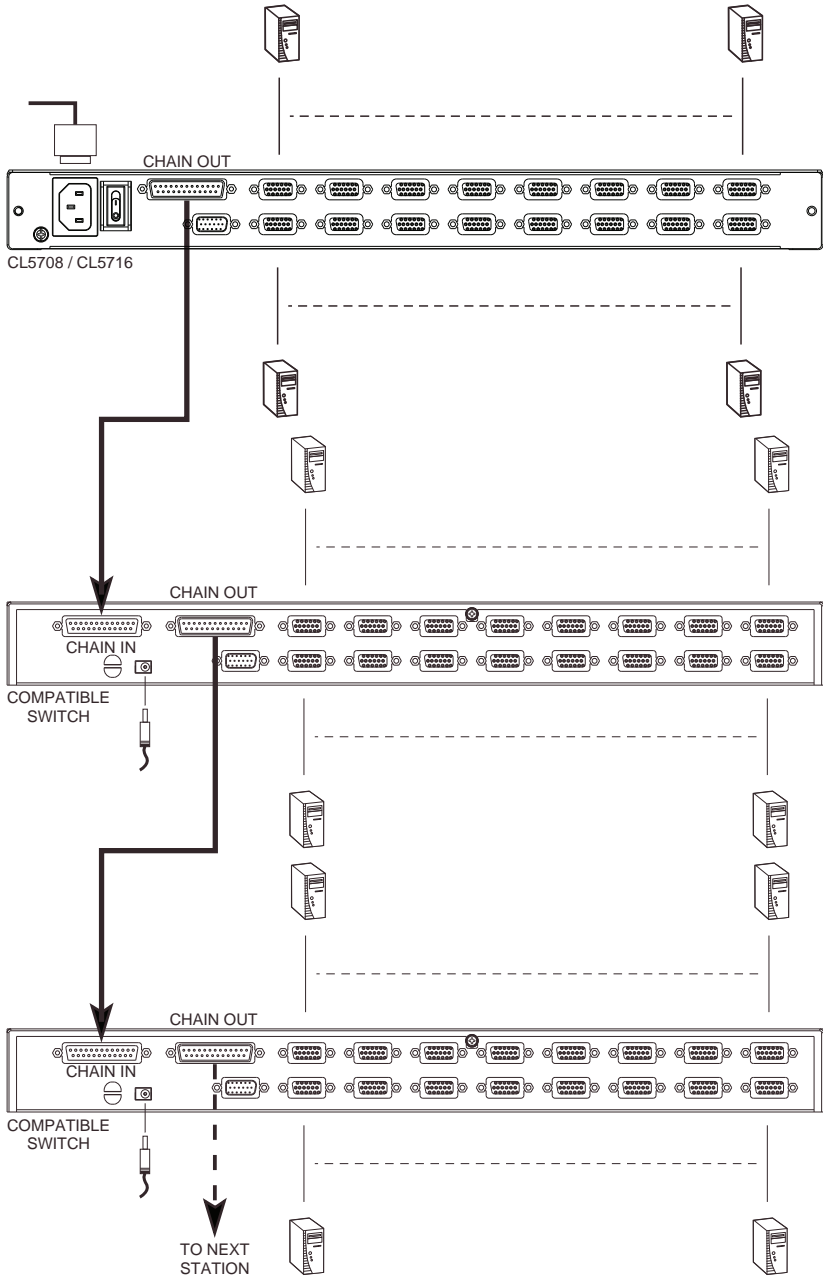 CHAIN OUT
CL5708 / CL5716
CHAIN OUT
CHAIN IN
COMPATIBLE
SWITCH
CHAIN OUT
CHAIN IN
COMPATIBLE
SWITCH
TO NEXT
STATION